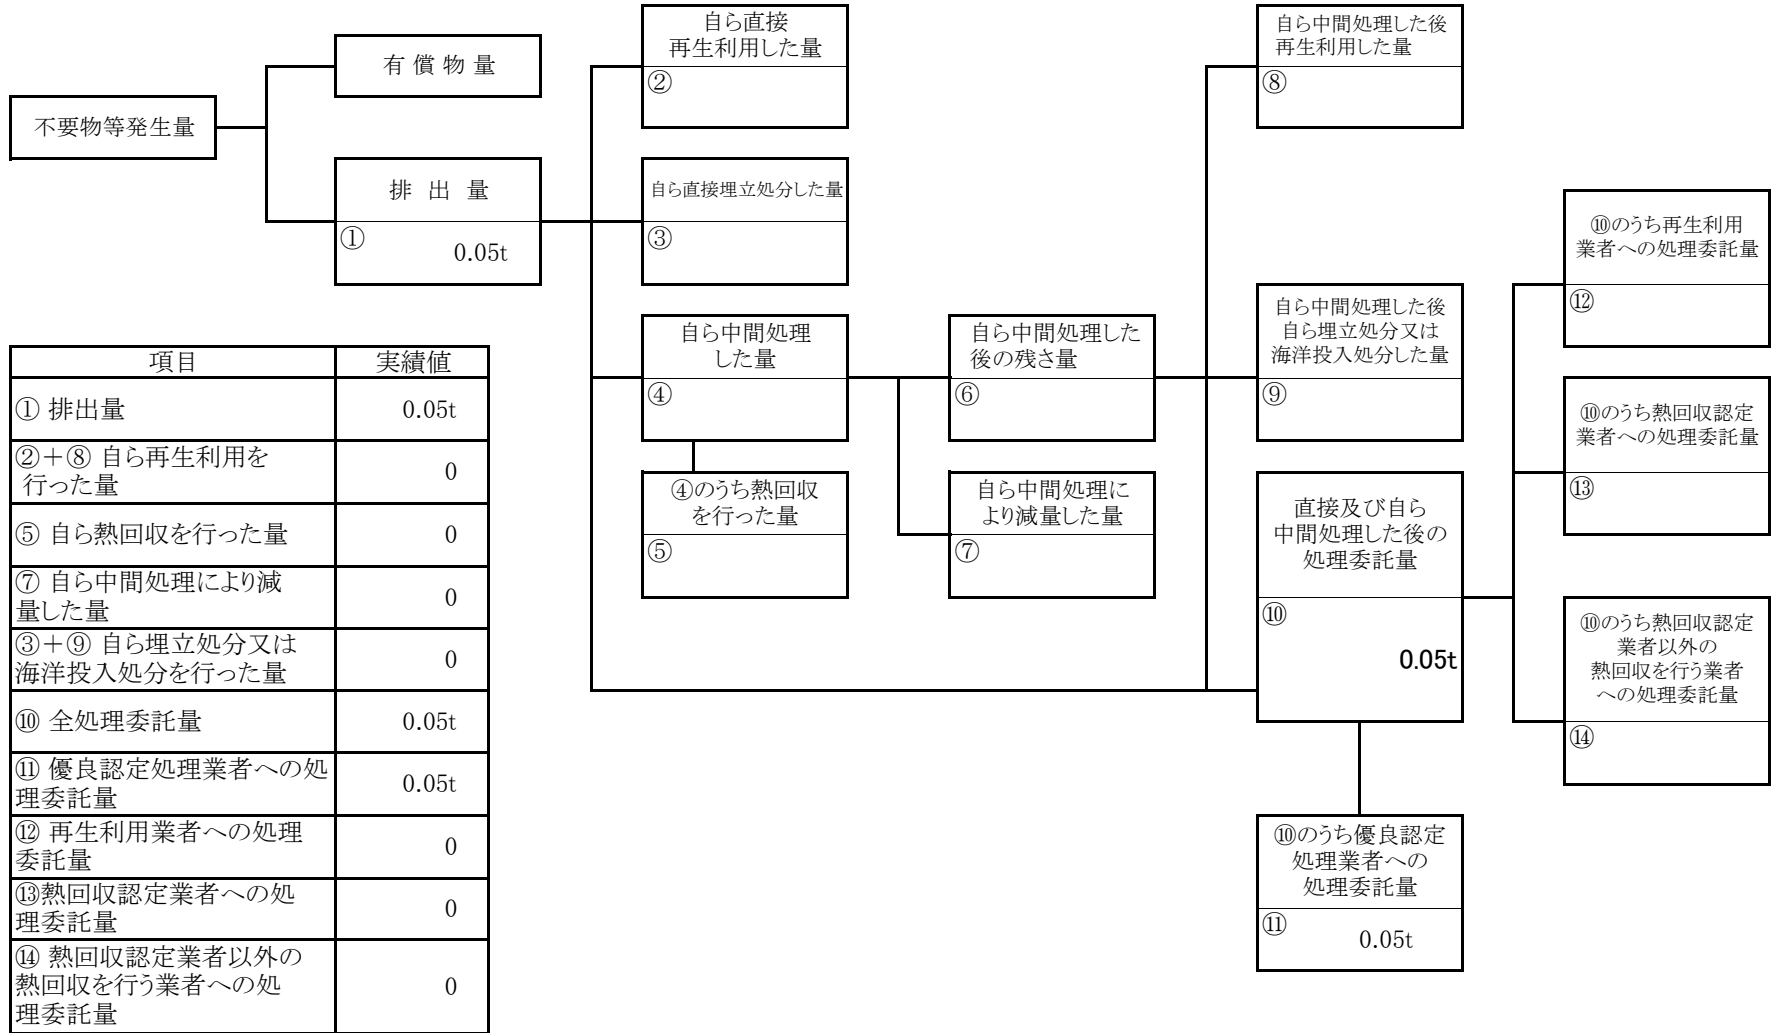 不要物等発生量
有 償 物 量
排 出 量
①
0.05t
自ら直接
再生利用した量
②
自ら直接埋立処分した量
③
自ら中間処理
した量
④
④のうち熱回収
を行った量
⑤
自ら中間処理した
後の残さ量
⑥
自ら中間処理に
より減量した量
⑦
自ら中間処理した後
再生利用した量
⑧
自ら中間処理した後
自ら埋立処分又は
海洋投入処分した量
⑨
直接及び自ら
中間処理した後の
処理委託量
⑩
0.05t
⑩のうち優良認定
処理業者への
処理委託量
⑪
0.05t
⑩のうち再生利用
業者への処理委託量
⑫
⑩のうち熱回収認定
業者への処理委託量
⑬
⑩のうち熱回収認定
業者以外の
熱回収を行う業者
への処理委託量
⑭
項目 実績値
① 排出量 0.05t
②＋⑧ 自ら再生利用を
行った量 0
⑤ 自ら熱回収を行った量 0
⑦ 自ら中間処理により減
量した量 0
③＋⑨ 自ら埋立処分又は
海洋投入処分を行った量 0
⑩ 全処理委託量 0.05t
⑪ 優良認定処理業者への処
理委託量 0.05t
⑫ 再生利用業者への処理
委託量 0
⑬熱回収認定業者への処
理委託量 0
⑭ 熱回収認定業者以外の
熱回収を行う業者への処
理委託量 0